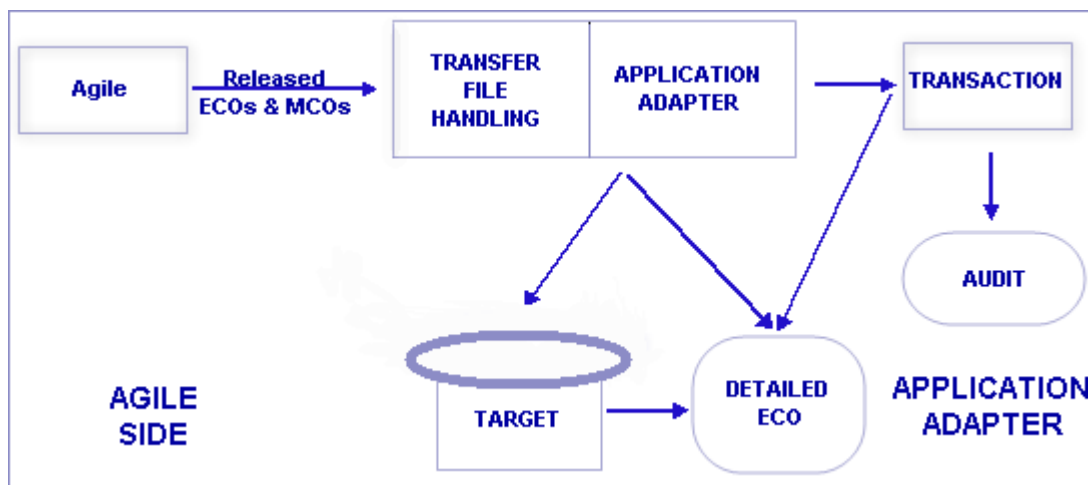 Agile
Released
ECOs & MCOs
TRANSFER
FILE
HANDLING
APPLICATION
ADAPTER
TRANSACTION
AUDIT
TARGET
DETAILED
ECO
AGILE
SIDE
APPLICATION
ADAPTER